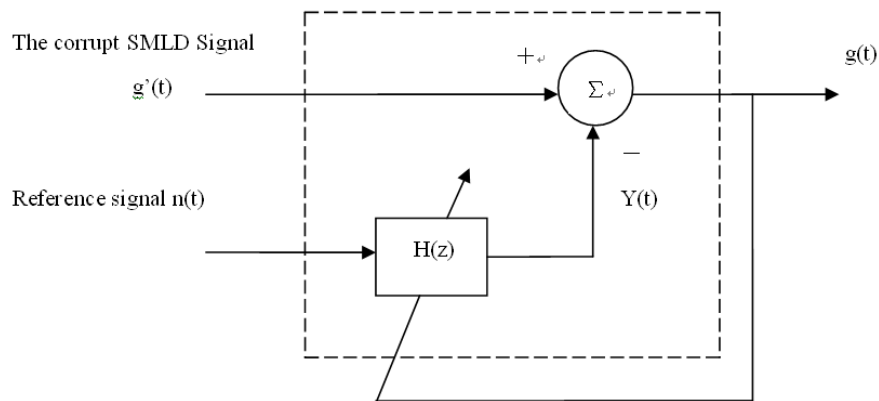 The corrupt SMLD Signal
g'(t)
+
Σ
g(t)
−
Reference signal n(t)
Y(t)
H(z)